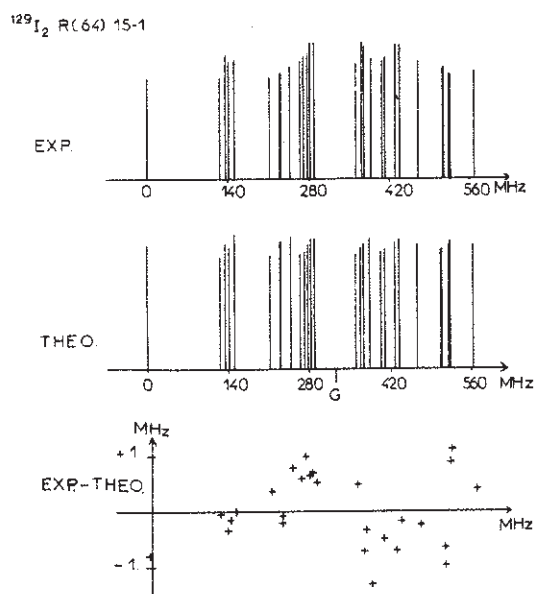 ¹²⁹I₂ R(64) 15-1
EXP.
0 140 280 420 560 MHz
THEO.
0 140 280 420 560 MHz
G
MHz
+ 1.
EXP.-THEO.
MHz
- 1.